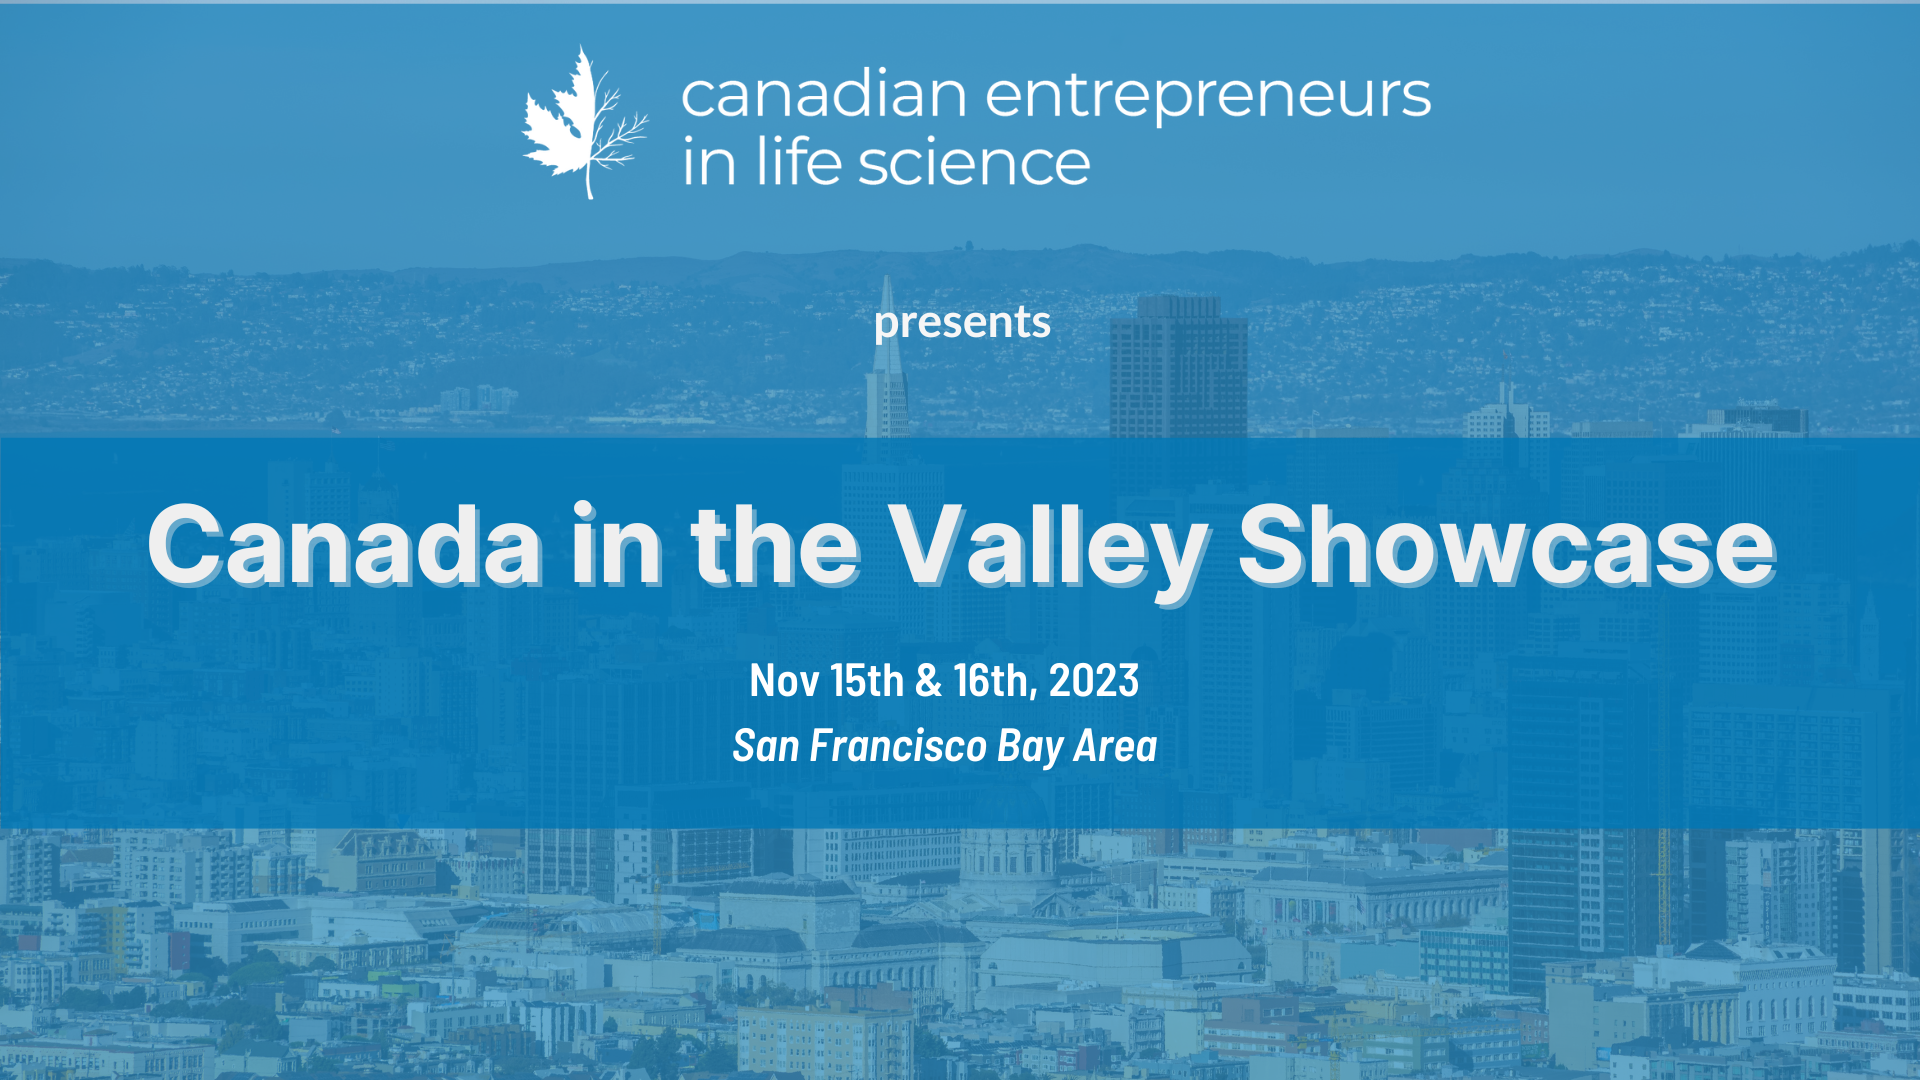 canadian entrepreneurs
in life science
presents
Canada in the Valley Showcase
Nov 15th & 16th, 2023
San Francisco Bay Area